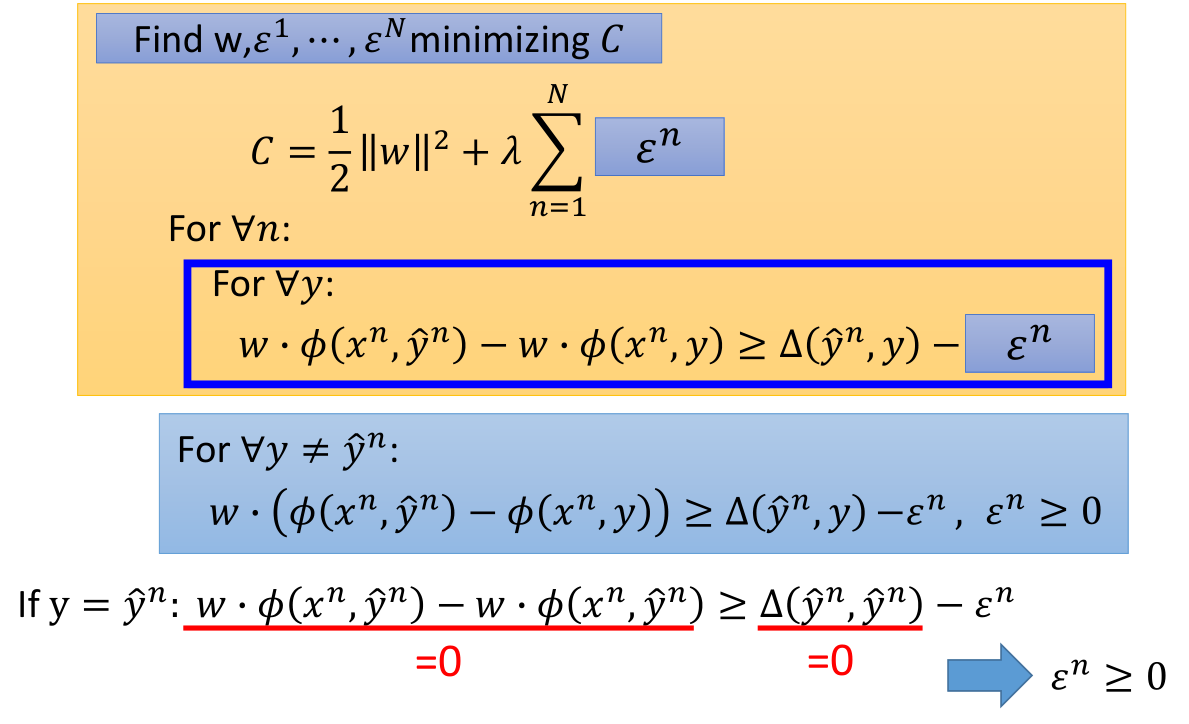 Find w,ε¹, ⋯ , εᴺ minimizing C
C = 1/2 ‖w‖² + λ ∑_{n=1}^{N} εⁿ
For ∀n:
For ∀y:
w · ϕ(xⁿ, ŷⁿ) − w · ϕ(xⁿ, y) ≥ Δ(ŷⁿ, y) − εⁿ
For ∀y ≠ ŷⁿ:
w · (ϕ(xⁿ, ŷⁿ) − ϕ(xⁿ, y)) ≥ Δ(ŷⁿ, y) −εⁿ , εⁿ ≥ 0
If y = ŷⁿ: w · ϕ(xⁿ, ŷⁿ) − w · ϕ(xⁿ, ŷⁿ) ≥ Δ(ŷⁿ, ŷⁿ) − εⁿ
=0 =0
εⁿ ≥ 0